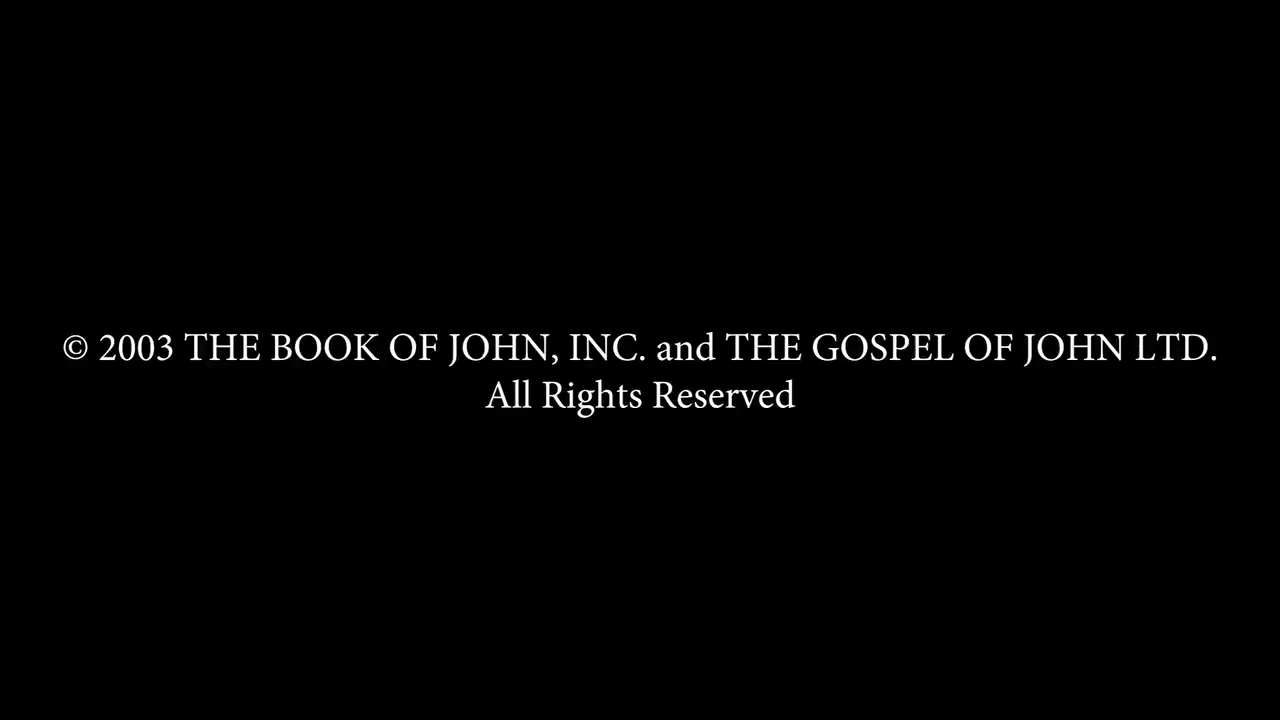 © 2003 THE BOOK OF JOHN, INC. and THE GOSPEL OF JOHN LTD.
All Rights Reserved